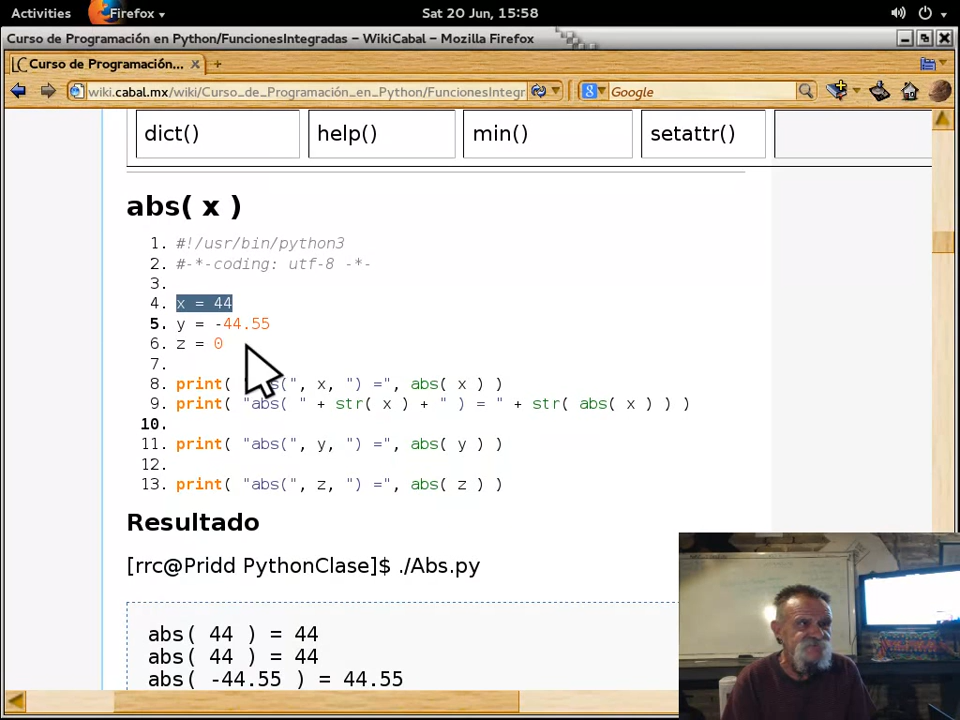 Activities Firefox Sat 20 Jun, 15:58
Curso de Programación en Python/FuncionesIntegradas - WikiCabal - Mozilla Firefox
Curso de Programación...
wiki.cabal.mx/wiki/Curso_de_Programación_en_Python/FuncionesIntegr Google
dict() help() min() setattr()
abs( x )
1. #!/usr/bin/python3
2. #-*-coding: utf-8 -*-
3.
4. x = 44
5. y = -44.55
6. z = 0
7.
8. print( "abs(", x, ") =", abs( x ) )
9. print( "abs( " + str( x ) + " ) = " + str( abs( x ) ) )
10.
11. print( "abs(", y, ") =", abs( y ) )
12.
13. print( "abs(", z, ") =", abs( z ) )
Resultado
[rrc@Pridd PythonClase]$ ./Abs.py
abs( 44 ) = 44
abs( 44 ) = 44
abs( -44.55 ) = 44.55